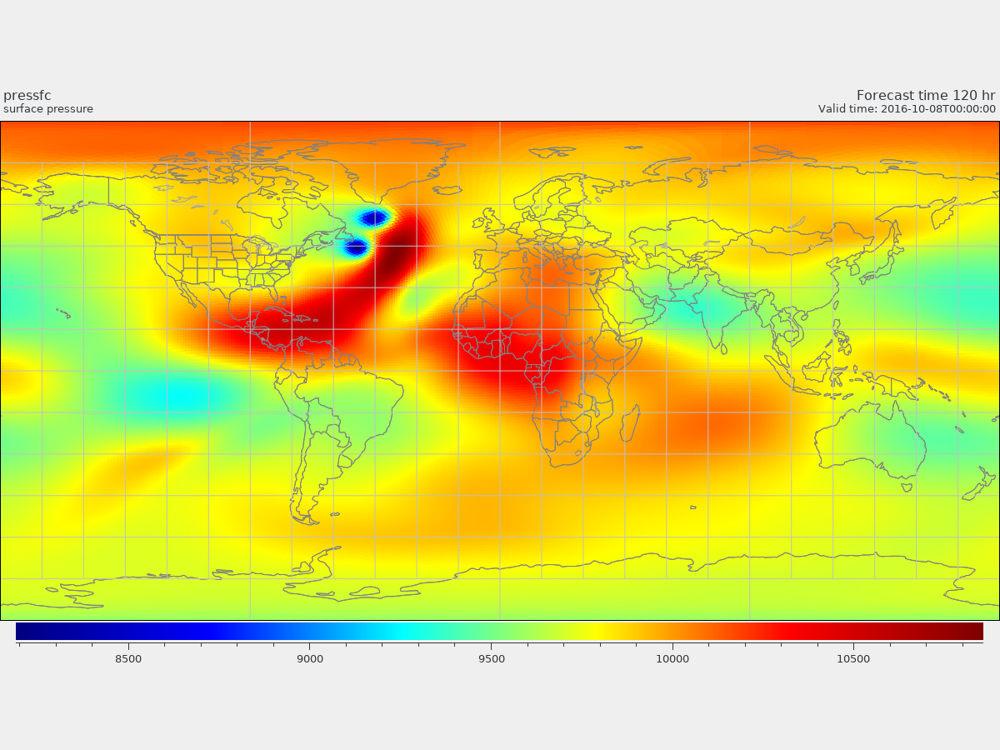 pressfc
surface pressure
Forecast time 120 hr
Valid time: 2016-10-08T00:00:00
8500 9000 9500 10000 10500